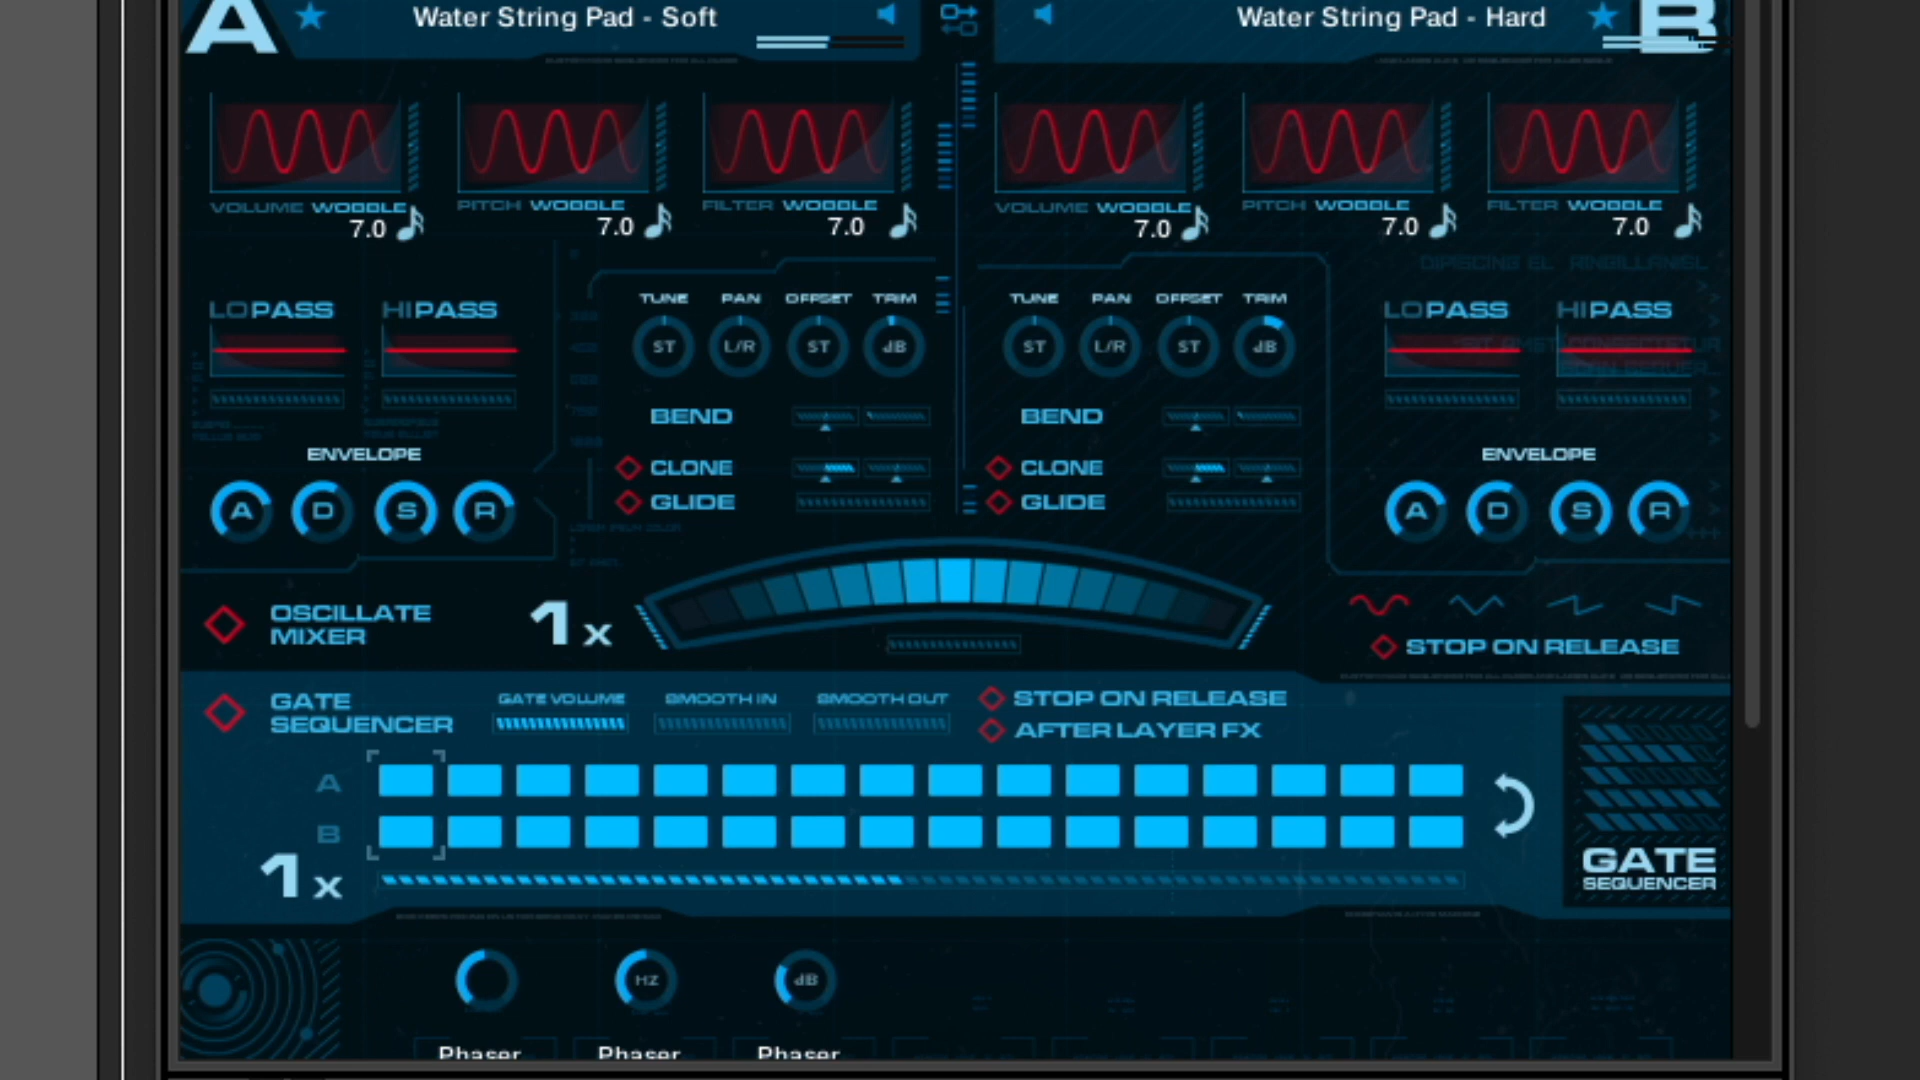 A Water String Pad - Soft Water String Pad - Hard B
VOLUME WOBBLE PITCH WOBBLE FILTER WOBBLE VOLUME WOBBLE PITCH WOBBLE FILTER WOBBLE
7.0 7.0 7.0 7.0 7.0 7.0
TUNE PAN OFFSET TRIM TUNE PAN OFFSET TRIM
LOPASS HIPASS LOPASS HIPASS
ST L/R ST dB ST L/R ST dB
BEND BEND
ENVELOPE ENVELOPE
CLONE CLONE
GLIDE GLIDE
A D S R A D S R
OSCILLATE
MIXER
1x
STOP ON RELEASE
GATE
SEQUENCER
GATE VOLUME SMOOTH IN SMOOTH OUT
STOP ON RELEASE
AFTER LAYER FX
A
B
1x
GATE
SEQUENCER
HZ dB
Phaser Phaser Phaser